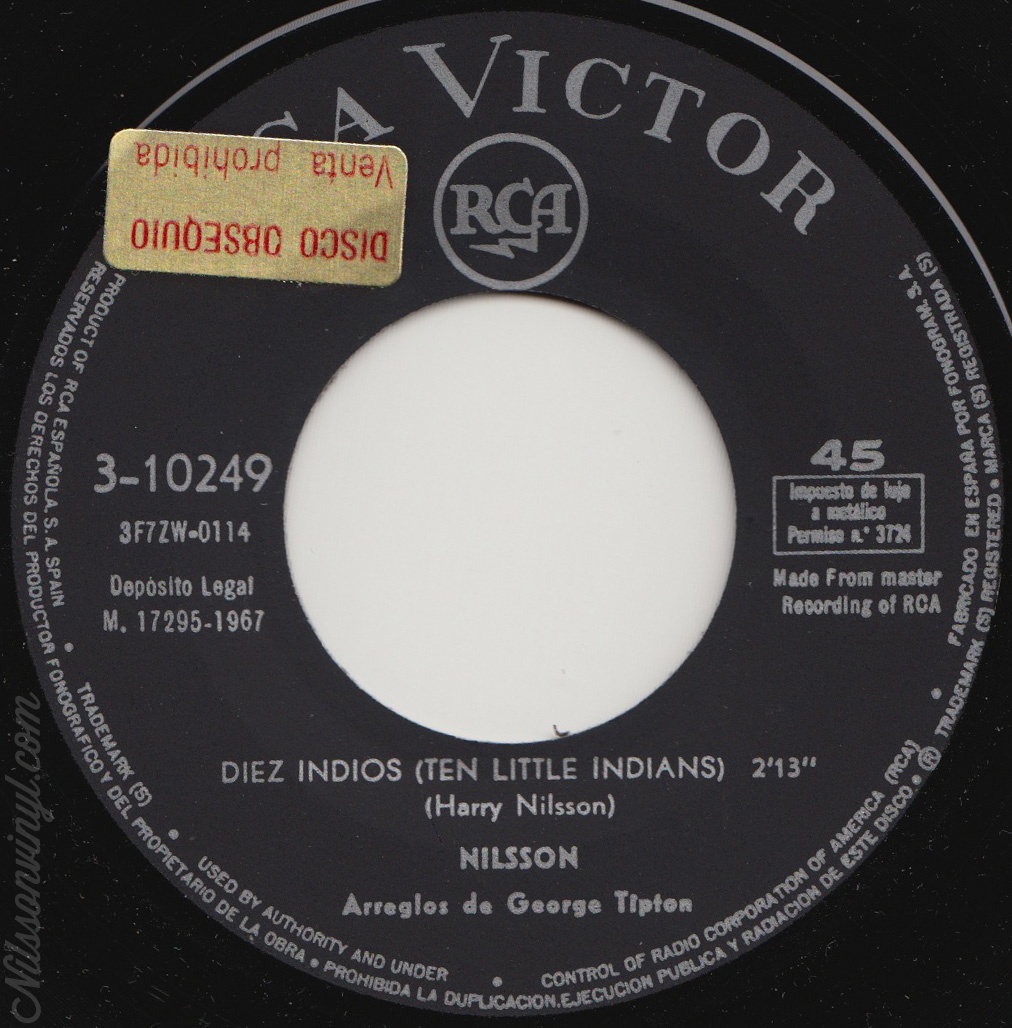 RCA VICTOR
RCA
DISCO OBSEQUIO
Venta prohibida
3-10249
3F7ZW-0114
Depósito Legal
M. 17295-1967
45
Impuesto de lujo
a metálico
Permiso n.º 3724
Made From master
Recording of RCA
DIEZ INDIOS (TEN LITTLE INDIANS) 2'13"
(Harry Nilsson)
NILSSON
Arreglos de George Tipton
PRODUCT OF RCA ESPAÑOLA, S. A. SPAIN • TRADEMARK (S) • USED BY AUTHORITY AND UNDER • CONTROL OF RADIO CORPORATION OF AMERICA (RCA) • FABRICADO EN ESPAÑA POR FONOGRAM, S. A.
RESERVADOS LOS DERECHOS DEL PRODUCTOR FONOGRAFICO Y DEL PROPIETARIO DE LA OBRA • PROHIBIDA LA DUPLICACION, EJECUCION PUBLICA Y RADIACION DE ESTE DISCO • ® TRADEMARK (S) REGISTERED • MARCA (S) REGISTRADA (S)
Nilssonvinyl.com